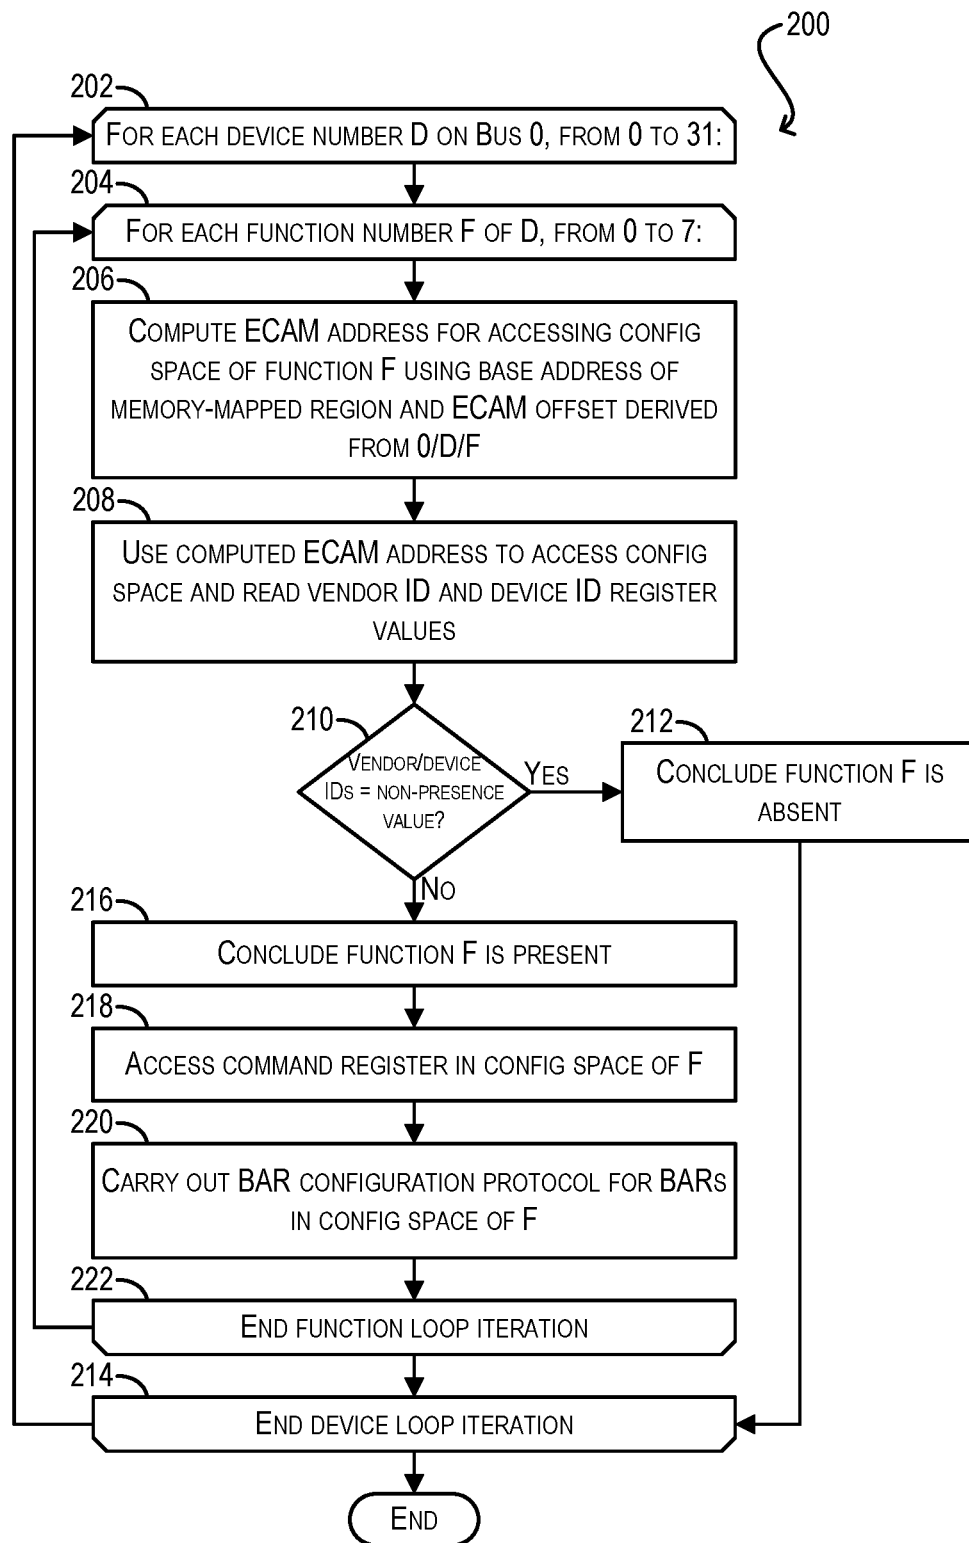 200
202
For each device number D on Bus 0, from 0 to 31:
204
For each function number F of D, from 0 to 7:
206
Compute ECAM address for accessing config
space of function F using base address of
memory-mapped region and ECAM offset derived
from 0/D/F
208
Use computed ECAM address to access config
space and read vendor ID and device ID register
values
210
Vendor/device
IDs = non-presence
value?
Yes
212
Conclude function F is
absent
No
216
Conclude function F is present
218
Access command register in config space of F
220
Carry out BAR configuration protocol for BARs
in config space of F
222
End function loop iteration
214
End device loop iteration
End